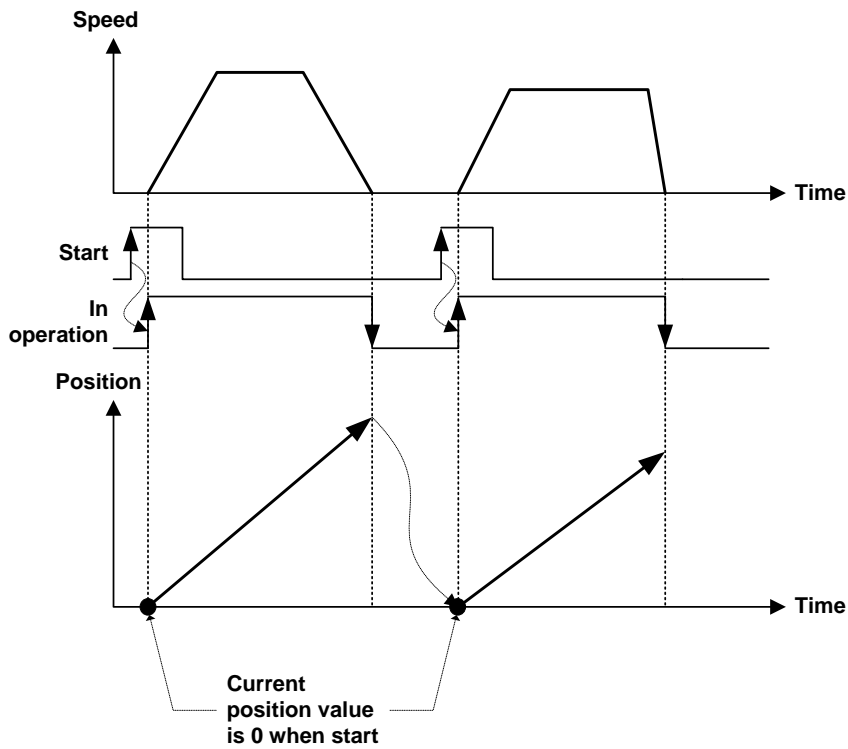 Speed
Time
Start
In
operation
Position
Time
Current
position value
is 0 when start